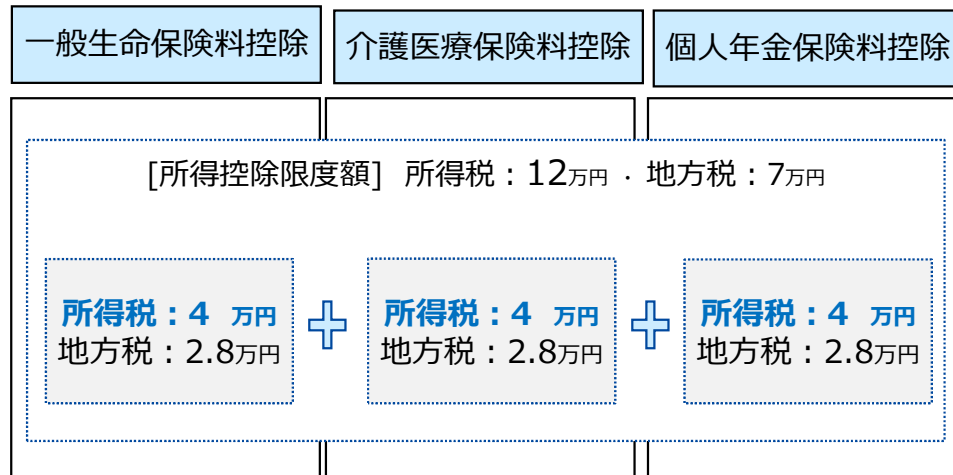 一般生命保険料控除
介護医療保険料控除
個人年金保険料控除
[所得控除限度額] 所得税：12万円 ・ 地方税：7万円
所得税：4 万円
地方税：2.8万円
所得税：4 万円
地方税：2.8万円
所得税：4 万円
地方税：2.8万円